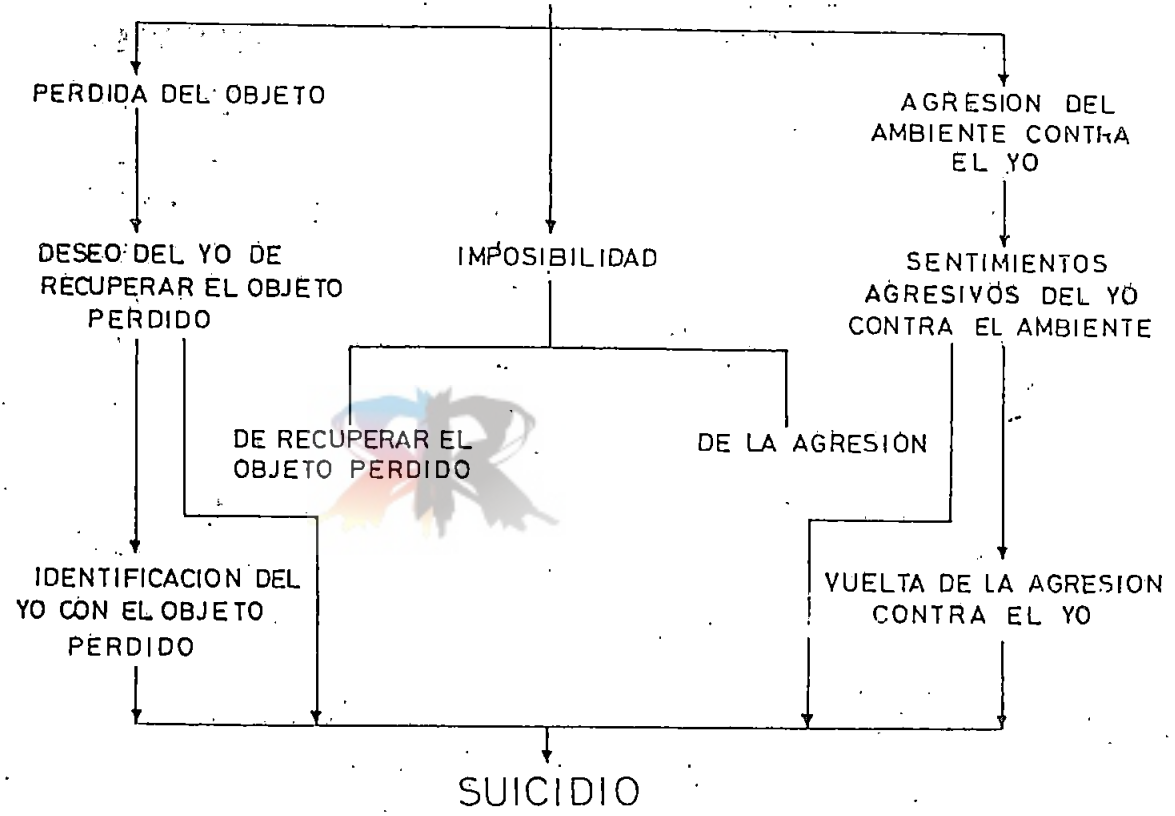 PERDIDA DEL OBJETO
AGRESION DEL
AMBIENTE CONTRA
EL YO
DESEO DEL YO DE
RECUPERAR EL OBJETO
PERDIDO
IMPOSIBILIDAD
SENTIMIENTOS
AGRESIVOS DEL YO
CONTRA EL AMBIENTE
DE RECUPERAR EL
OBJETO PERDIDO
DE LA AGRESION
IDENTIFICACION DEL
YO CON EL OBJETO
PERDIDO
VUELTA DE LA AGRESION
CONTRA EL YO
SUICIDIO